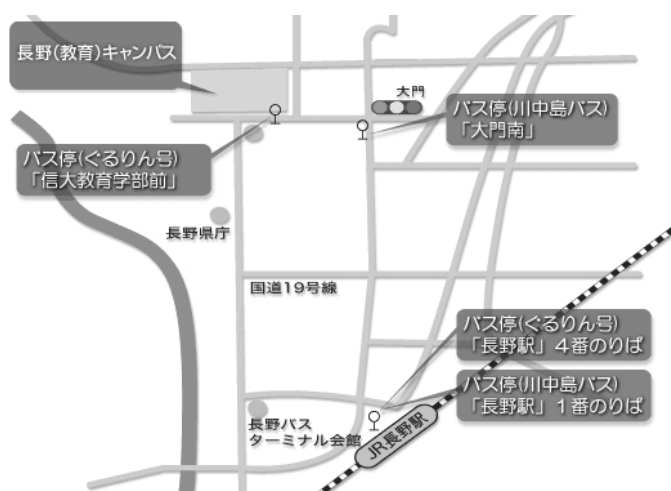 長野(教育)キャンパス
大門
バス停(川中島バス)
「大門南」
バス停(ぐるりん号)
「信大教育学部前」
長野県庁
国道19号線
バス停(ぐるりん号)
「長野駅」4番のりば
バス停(川中島バス)
「長野駅」1番のりば
長野バス
ターミナル会館
JR長野駅